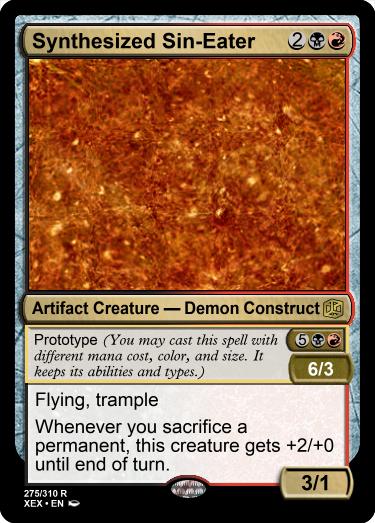 Synthesized Sin-Eater 2
Artifact Creature — Demon Construct
Prototype (You may cast this spell with 5
different mana cost, color, and size. It
keeps its abilities and types.) 6/3
Flying, trample
Whenever you sacrifice a
permanent, this creature gets +2/+0
until end of turn.
3/1
275/310 R
XEX • EN